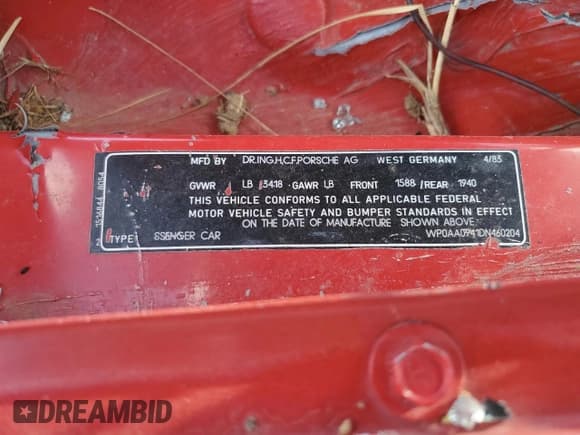 MFD BY DR.ING.H.C.F.PORSCHE AG WEST GERMANY 4/83
GVWR LB 3418 GAWR LB FRONT 1588 /REAR 1940
THIS VEHICLE CONFORMS TO ALL APPLICABLE FEDERAL
MOTOR VEHICLE SAFETY AND BUMPER STANDARDS IN EFFECT
ON THE DATE OF MANUFACTURE SHOWN ABOVE.
TYPE SSENGER CAR WP0AA0941DN460204
DREAMBID